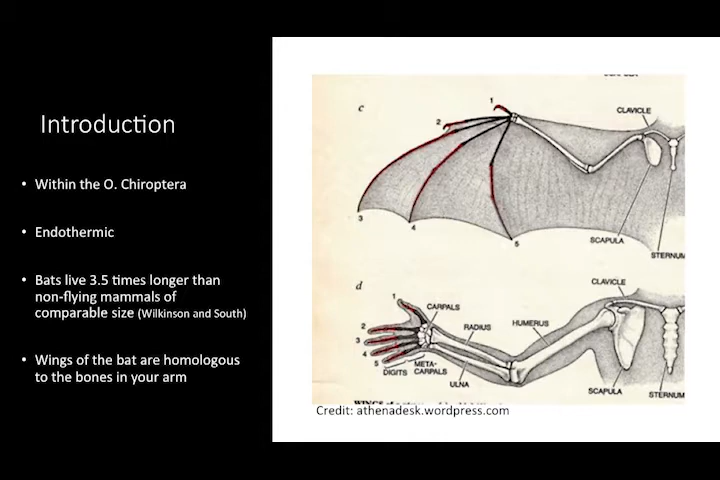 Introduction
• Within the O. Chiroptera
• Endothermic
• Bats live 3.5 times longer than
non-flying mammals of
comparable size (Wilkinson and South)
• Wings of the bat are homologous
to the bones in your arm
c
1
2
3
4
5
CLAVICLE
SCAPULA
STERNUM
d
CLAVICLE
1
CARPALS
2
RADIUS
HUMERUS
3
4
5
META-
DIGITS
CARPALS
ULNA
SCAPULA
STERNUM
Credit: athenadesk.wordpress.com